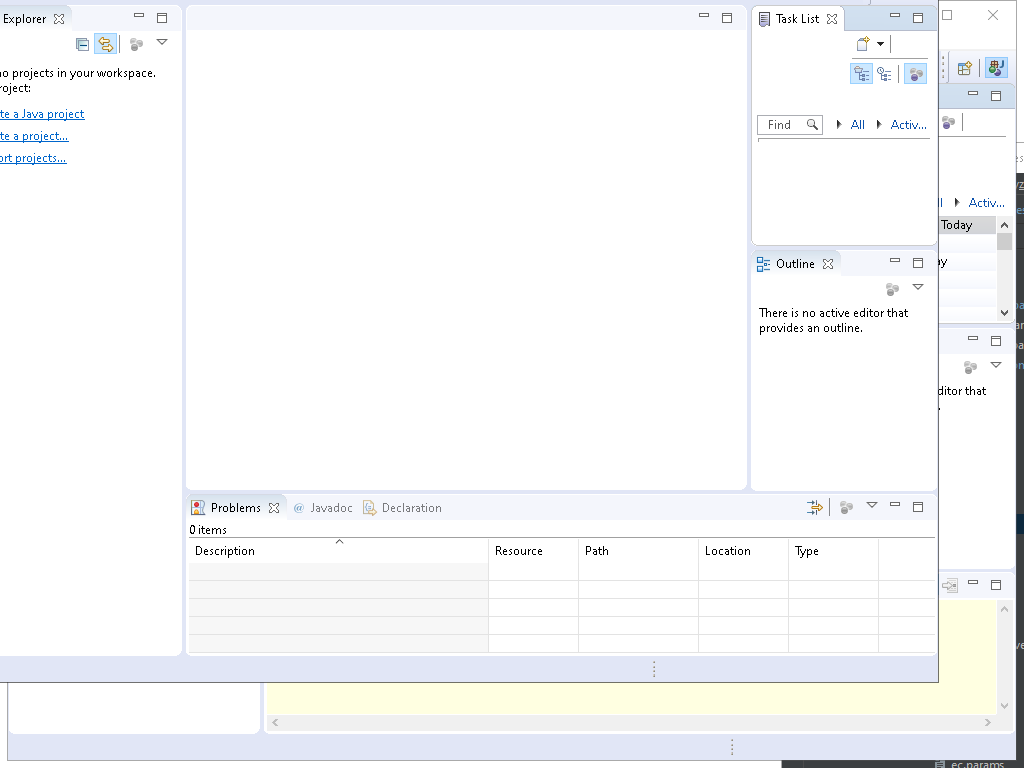 Explorer
Task List
no projects in your workspace.
roject:
te a Java project
te a project...
ort projects...
Find
All
Activ...
Activ...
Today
Outline
There is no active editor that
provides an outline.
ditor that
Problems
@ Javadoc
Declaration
0 items
Description
Resource
Path
Location
Type
ec.params